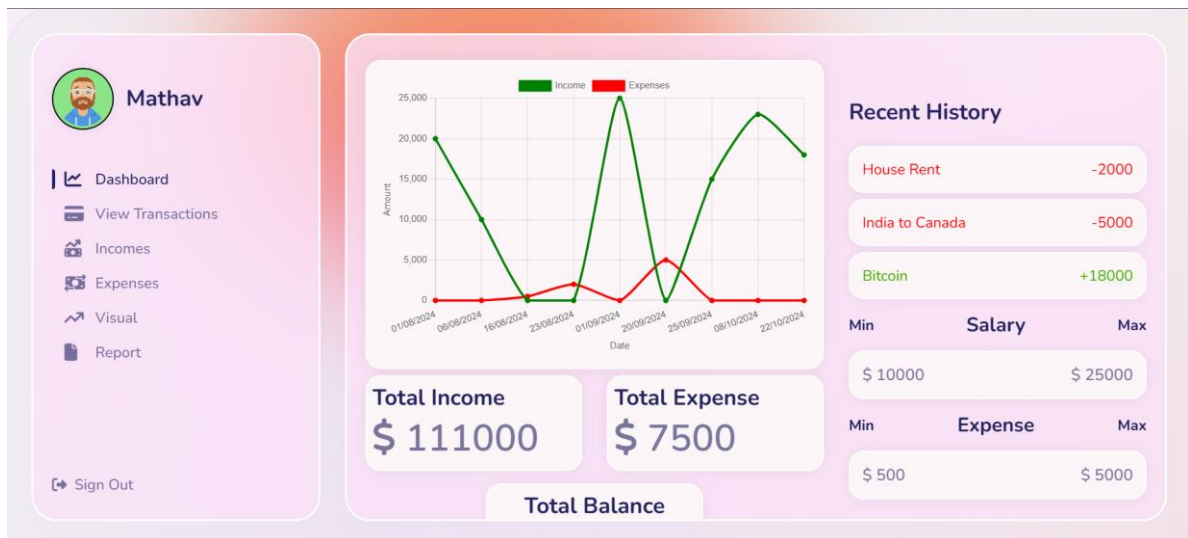 Mathav
Dashboard
View Transactions
Incomes
Expenses
Visual
Report
Sign Out
Income Expenses
25,000
20,000
15,000
10,000
5,000
0
Amount
01/08/2024 06/08/2024 16/08/2024 23/08/2024 01/09/2024 20/09/2024 25/09/2024 08/10/2024 22/10/2024
Date
Total Income
$ 111000
Total Expense
$ 7500
Total Balance
Recent History
House Rent -2000
India to Canada -5000
Bitcoin +18000
Min Salary Max
$ 10000 $ 25000
Min Expense Max
$ 500 $ 5000